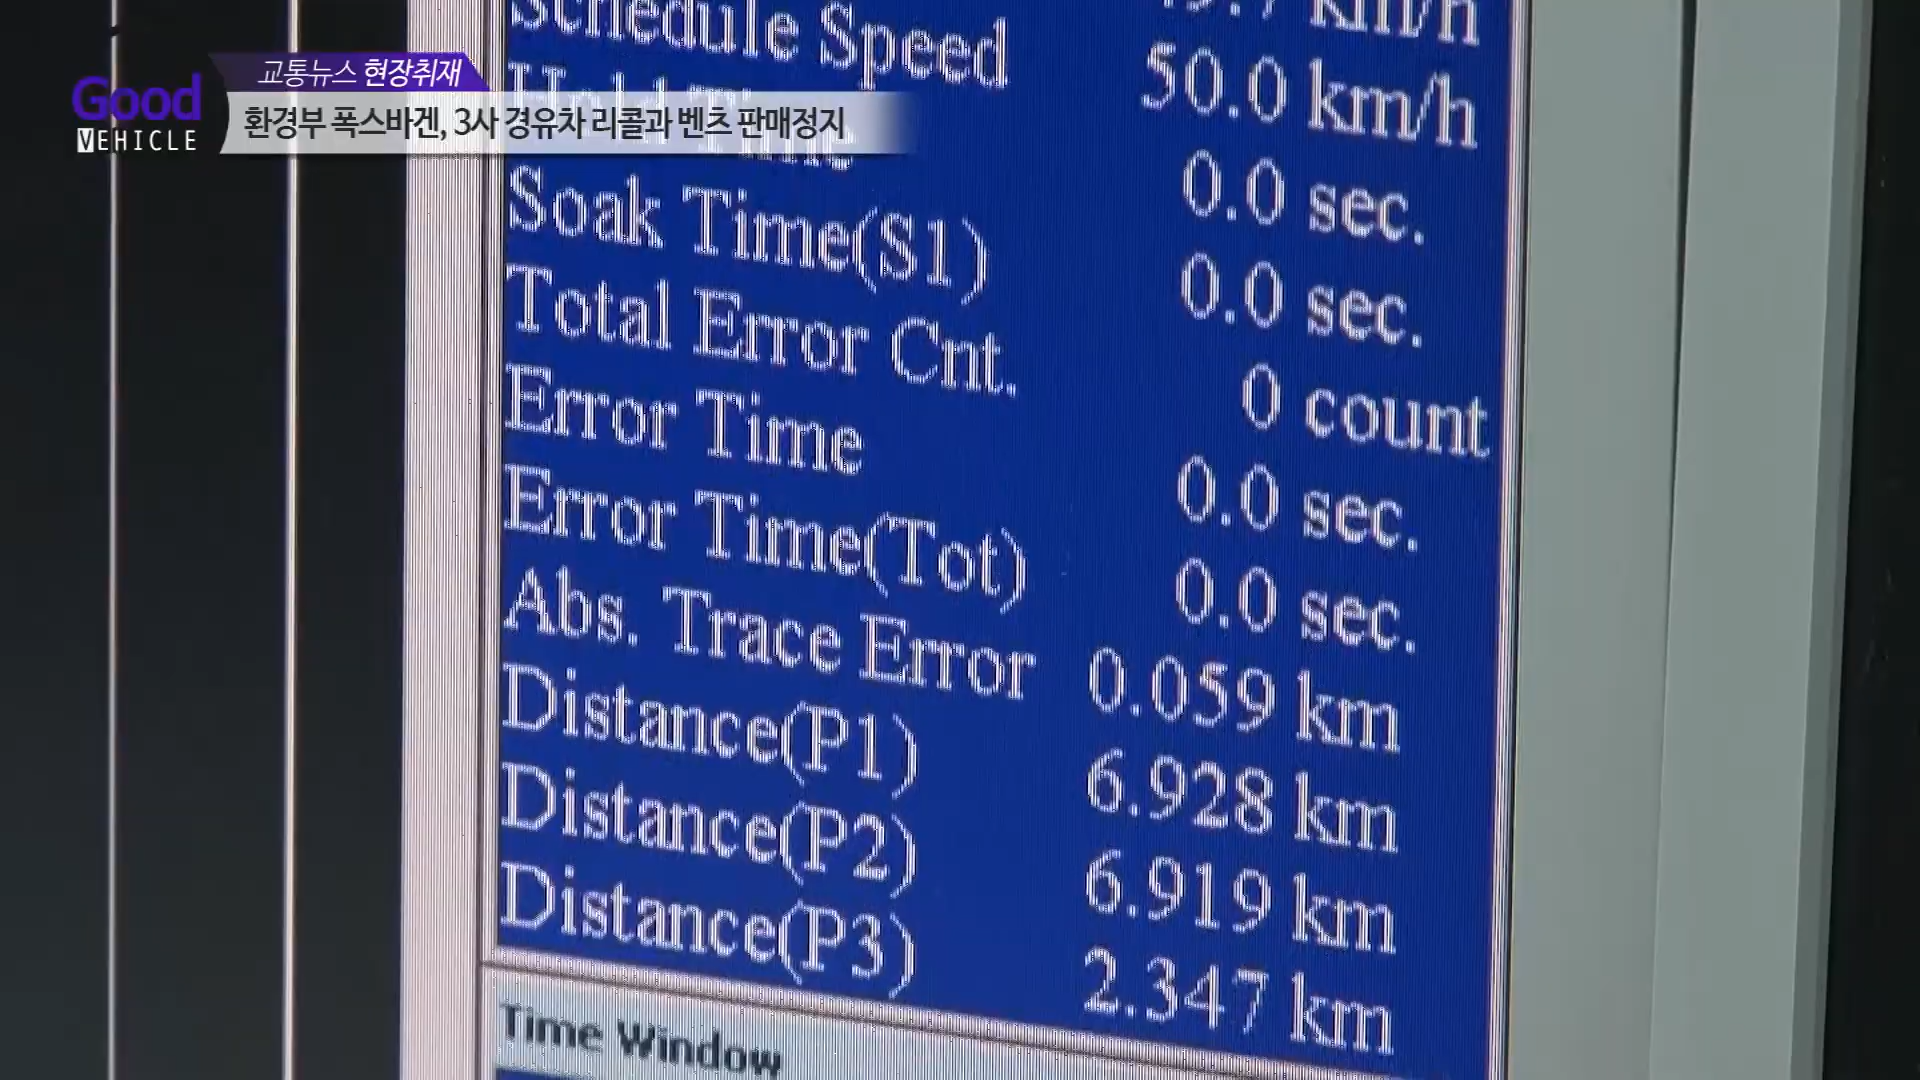 Good
VEHICLE
교통뉴스 현장취재
환경부 폭스바겐, 3사 경유차 리콜과 벤츠 판매정지
km/h
Schedule Speed 50.0 km/h
Hold Time 0.0 sec.
Soak Time(S1) 0.0 sec.
Total Error Cnt. 0 count
Error Time 0.0 sec.
Error Time(Tot) 0.0 sec.
Abs. Trace Error 0.059 km
Distance(P1) 6.928 km
Distance(P2) 6.919 km
Distance(P3) 2.347 km
Time Window